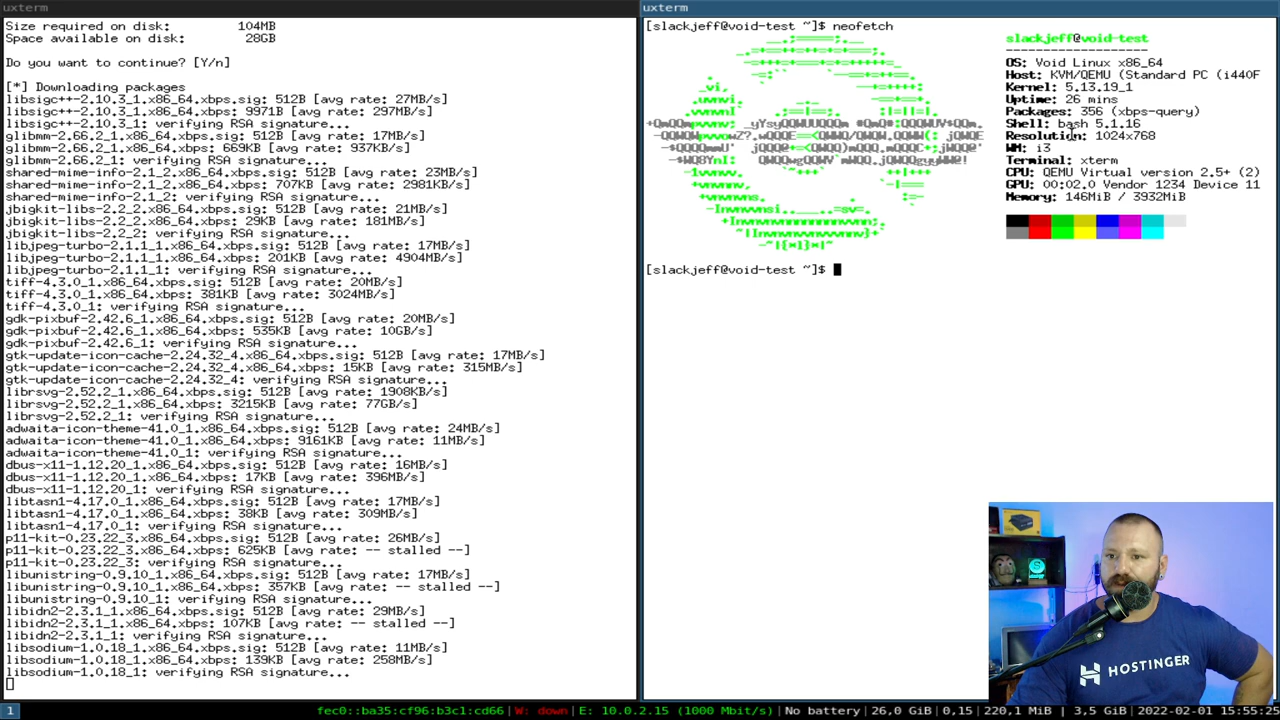 uxterm
Size required on disk: 104MB
Space available on disk: 28GB
Do you want to continue? [Y/n]
[*] Downloading packages
libsigc++-2.10.3_1.x86_64.xbps.sig: 512B [avg rate: 27MB/s]
libsigc++-2.10.3_1.x86_64.xbps: 9971B [avg rate: 297MB/s]
libsigc++-2.10.3_1: verifying RSA signature...
glibmm-2.66.2_1.x86_64.xbps.sig: 512B [avg rate: 17MB/s]
glibmm-2.66.2_1.x86_64.xbps: 669KB [avg rate: 937KB/s]
glibmm-2.66.2_1: verifying RSA signature...
shared-mime-info-2.1_2.x86_64.xbps.sig: 512B [avg rate: 23MB/s]
shared-mime-info-2.1_2.x86_64.xbps: 707KB [avg rate: 2981KB/s]
shared-mime-info-2.1_2: verifying RSA signature...
jbigkit-libs-2.2_2.x86_64.xbps.sig: 512B [avg rate: 21MB/s]
jbigkit-libs-2.2_2.x86_64.xbps: 29KB [avg rate: 181MB/s]
jbigkit-libs-2.2_2: verifying RSA signature...
libjpeg-turbo-2.1.1_1.x86_64.xbps.sig: 512B [avg rate: 17MB/s]
libjpeg-turbo-2.1.1_1.x86_64.xbps: 201KB [avg rate: 4904MB/s]
libjpeg-turbo-2.1.1_1: verifying RSA signature...
tiff-4.3.0_1.x86_64.xbps.sig: 512B [avg rate: 20MB/s]
tiff-4.3.0_1.x86_64.xbps: 381KB [avg rate: 3024MB/s]
tiff-4.3.0_1: verifying RSA signature...
gdk-pixbuf-2.42.6_1.x86_64.xbps.sig: 512B [avg rate: 20MB/s]
gdk-pixbuf-2.42.6_1.x86_64.xbps: 535KB [avg rate: 10GB/s]
gdk-pixbuf-2.42.6_1: verifying RSA signature...
gtk-update-icon-cache-2.24.32_4.x86_64.xbps.sig: 512B [avg rate: 17MB/s]
gtk-update-icon-cache-2.24.32_4.x86_64.xbps: 15KB [avg rate: 315MB/s]
gtk-update-icon-cache-2.24.32_4: verifying RSA signature...
librsvg-2.52.2_1.x86_64.xbps.sig: 512B [avg rate: 1908KB/s]
librsvg-2.52.2_1.x86_64.xbps: 3215KB [avg rate: 77GB/s]
librsvg-2.52.2_1: verifying RSA signature...
adwaita-icon-theme-41.0_1.x86_64.xbps.sig: 512B [avg rate: 24MB/s]
adwaita-icon-theme-41.0_1.x86_64.xbps: 9161KB [avg rate: 11MB/s]
adwaita-icon-theme-41.0_1: verifying RSA signature...
dbus-x11-1.12.20_1.x86_64.xbps.sig: 512B [avg rate: 16MB/s]
dbus-x11-1.12.20_1.x86_64.xbps: 17KB [avg rate: 396MB/s]
dbus-x11-1.12.20_1: verifying RSA signature...
libtasn1-4.17.0_1.x86_64.xbps.sig: 512B [avg rate: 17MB/s]
libtasn1-4.17.0_1.x86_64.xbps: 38KB [avg rate: 309MB/s]
libtasn1-4.17.0_1: verifying RSA signature...
p11-kit-0.23.22_3.x86_64.xbps.sig: 512B [avg rate: 26MB/s]
p11-kit-0.23.22_3.x86_64.xbps: 625KB [avg rate: -- stalled --]
p11-kit-0.23.22_3: verifying RSA signature...
libunistring-0.9.10_1.x86_64.xbps.sig: 512B [avg rate: 17MB/s]
libunistring-0.9.10_1.x86_64.xbps: 357KB [avg rate: -- stalled --]
libunistring-0.9.10_1: verifying RSA signature...
libidn2-2.3.1_1.x86_64.xbps.sig: 512B [avg rate: 29MB/s]
libidn2-2.3.1_1.x86_64.xbps: 107KB [avg rate: -- stalled --]
libidn2-2.3.1_1: verifying RSA signature...
libsodium-1.0.18_1.x86_64.xbps.sig: 512B [avg rate: 11MB/s]
libsodium-1.0.18_1.x86_64.xbps: 139KB [avg rate: 258MB/s]
libsodium-1.0.18_1: verifying RSA signature...
uxterm
[slackjeff@void-test ~]$ neofetch
slackjeff@void-test
-------------------
OS: Void Linux x86_64
Host: KVM/QEMU (Standard PC (i440F
Kernel: 5.13.19_1
Uptime: 26 mins
Packages: 356 (xbps-query)
Shell: bash 5.1.16
Resolution: 1024x768
WM: i3
Terminal: xterm
CPU: QEMU Virtual version 2.5+ (2)
GPU: 00:02.0 Vendor 1234 Device 11
Memory: 146MiB / 3932MiB
[slackjeff@void-test ~]$
HOSTINGER
1
fec0::ba35:cf96:b3c1:cd66|W: down|E: 10.0.2.15 (1000 Mbit/s)|No battery|26,0 GiB|0,15|220,1 MiB | 3,5 GiB|2022-02-01 15:55:25